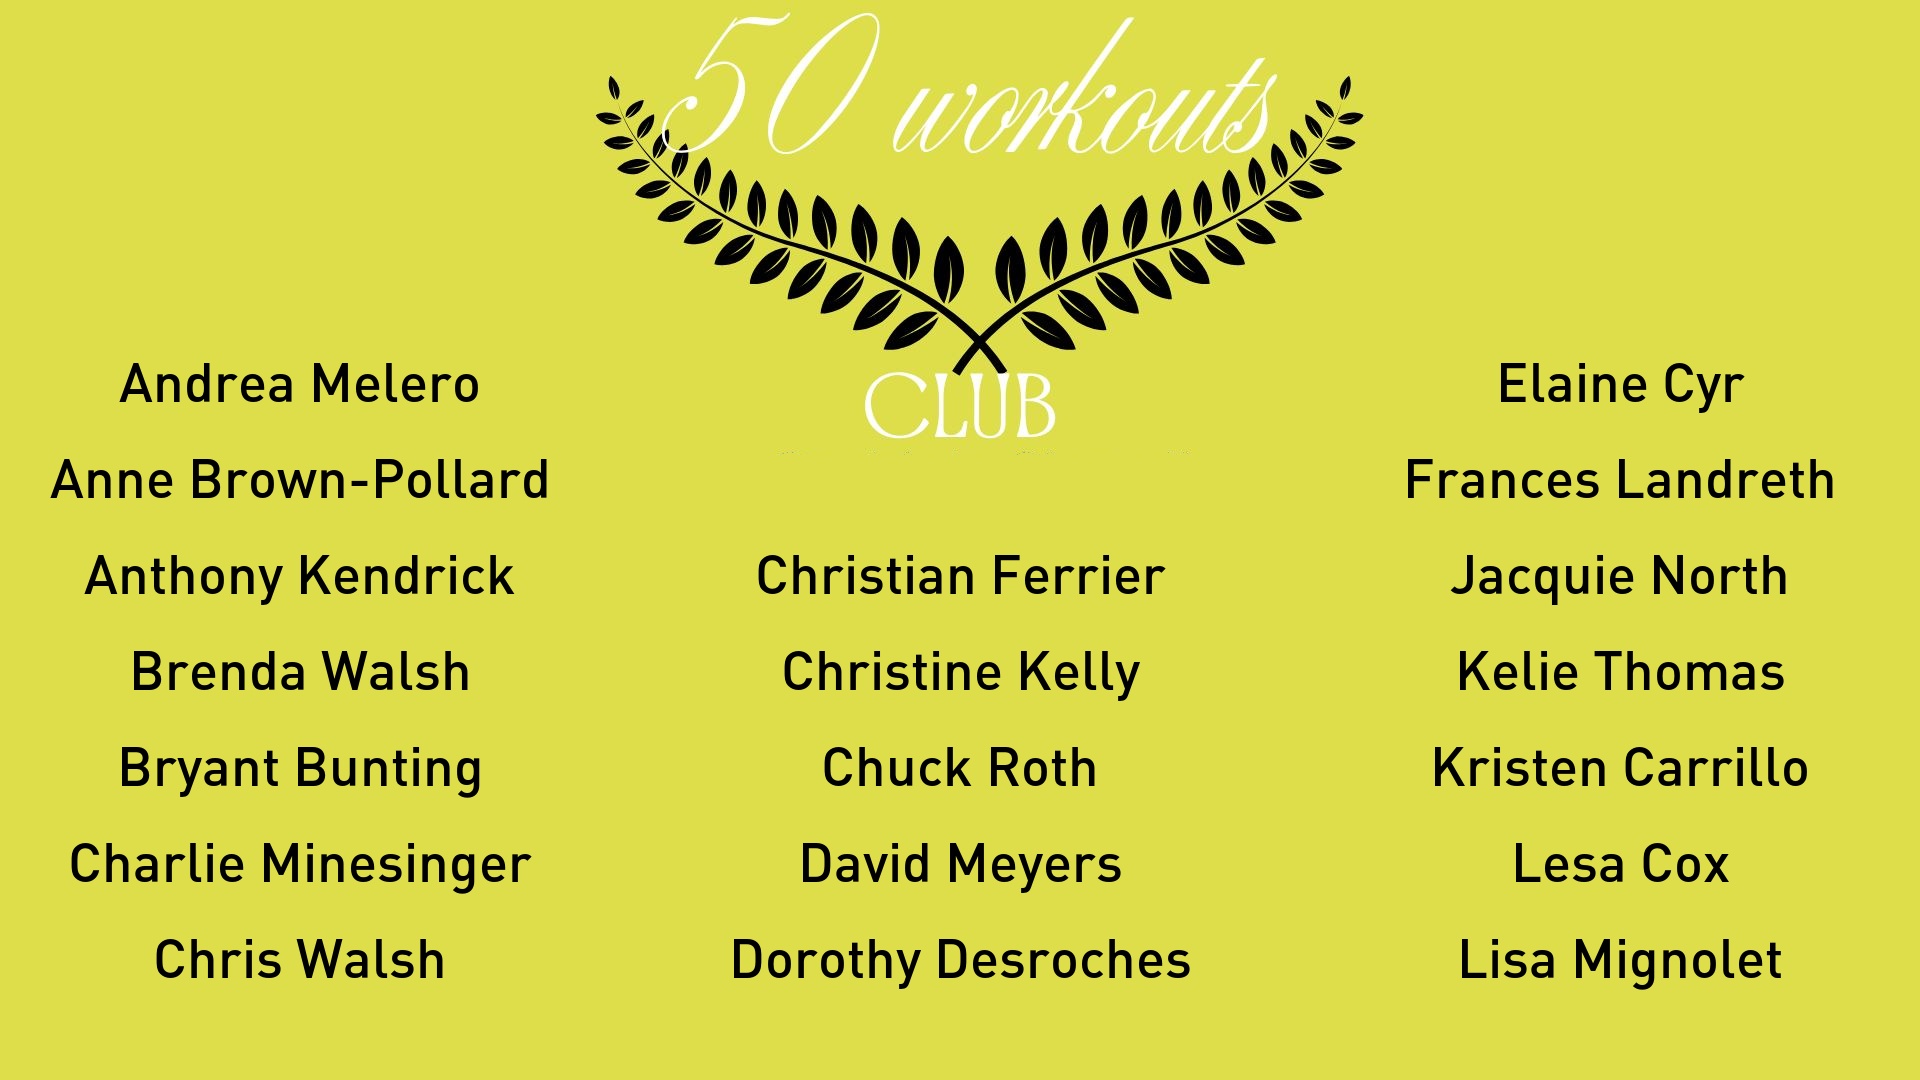 50 workouts
CLUB
Andrea Melero
Anne Brown-Pollard
Anthony Kendrick
Brenda Walsh
Bryant Bunting
Charlie Minesinger
Chris Walsh
Christian Ferrier
Christine Kelly
Chuck Roth
David Meyers
Dorothy Desroches
Elaine Cyr
Frances Landreth
Jacquie North
Kelie Thomas
Kristen Carrillo
Lesa Cox
Lisa Mignolet